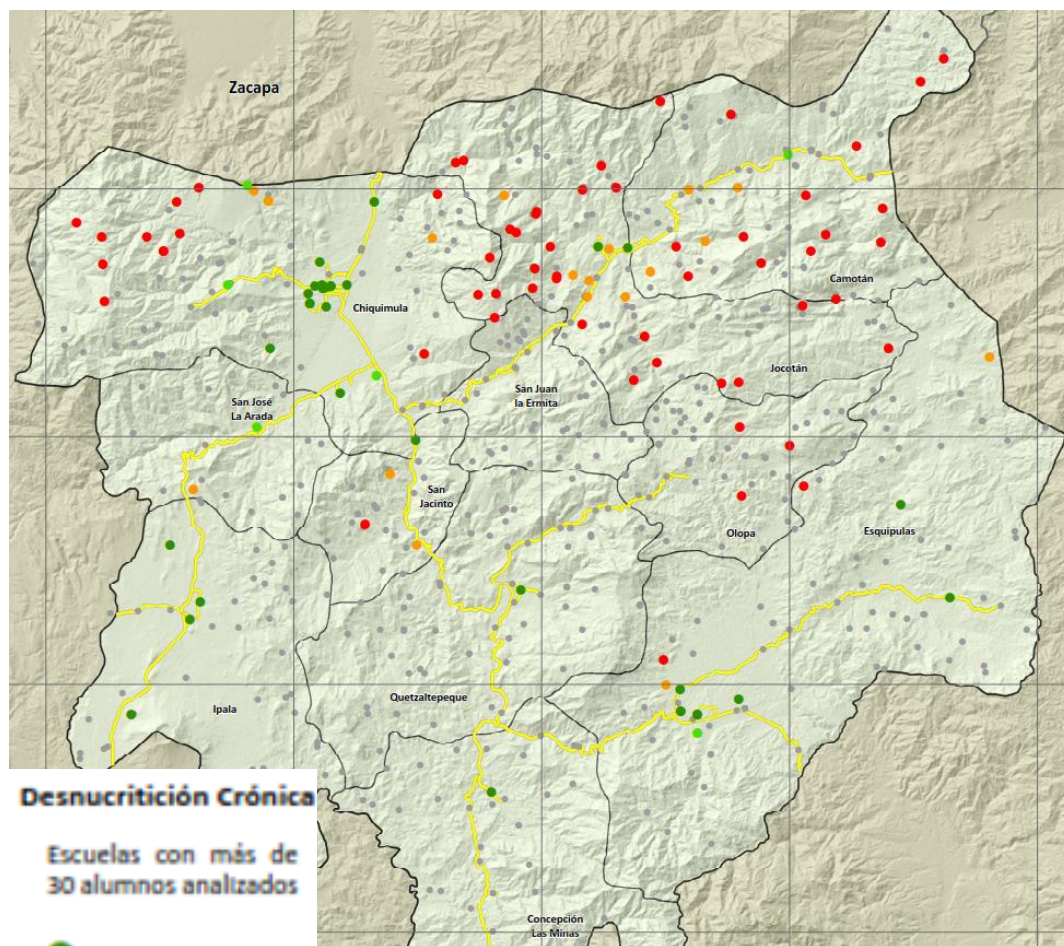 Zacapa
Camotán
Chiquimula
Jocotán
San Juan
la Ermita
San José
La Arada
San
Jacinto
Olopa
Esquipulas
Quetzaltepeque
Ipala
Desnucritición Crónica
Escuelas con más de
30 alumnos analizados
Concepción
Las Minas